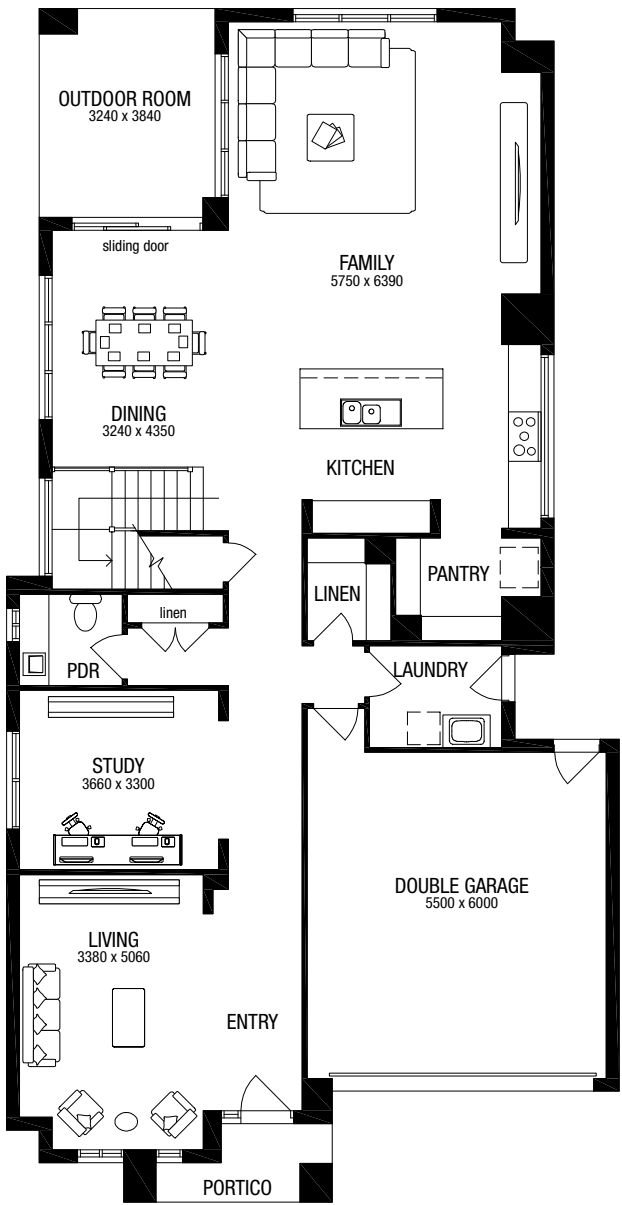 OUTDOOR ROOM
3240 x 3840
sliding door
FAMILY
5750 x 6390
DINING
3240 x 4350
KITCHEN
PANTRY
LINEN
linen
PDR
LAUNDRY
STUDY
3660 x 3300
DOUBLE GARAGE
5500 x 6000
LIVING
3380 x 5060
ENTRY
PORTICO